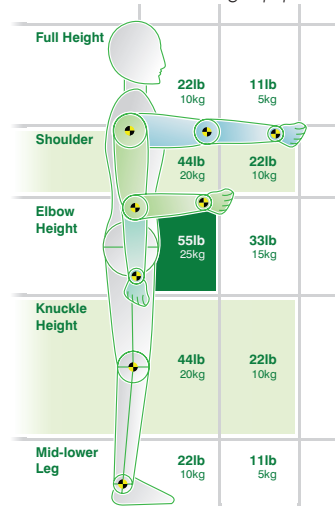 Full Height
22lb 11lb
10kg 5kg
Shoulder
44lb 22lb
20kg 10kg
Elbow
Height
55lb 33lb
25kg 15kg
Knuckle
Height
44lb 22lb
20kg 10kg
Mid-lower
Leg
22lb 11lb
10kg 5kg